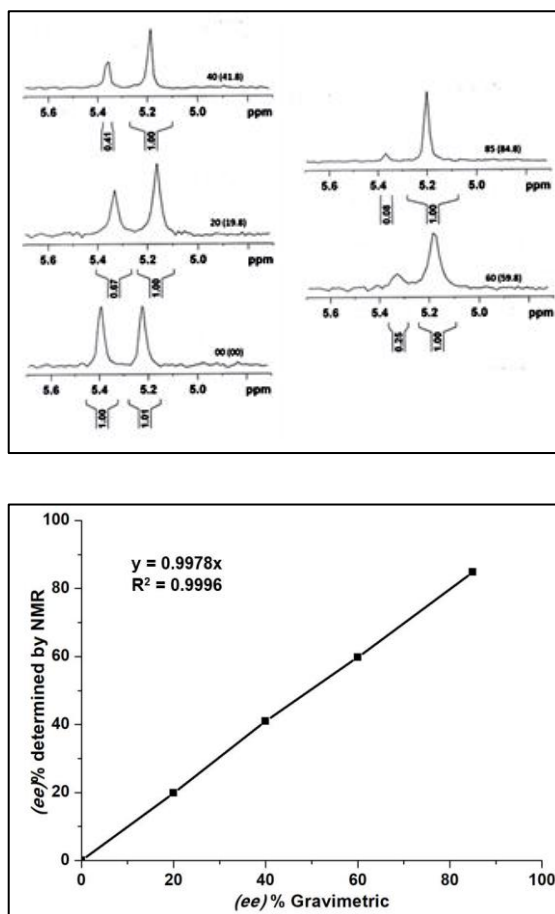 40 (41.8)
5.6 5.4 5.2 5.0 ppm
0.41 1.00
20 (19.8)
5.6 5.4 5.2 5.0 ppm
0.67 1.00
00 (00)
5.6 5.4 5.2 5.0 ppm
1.00 1.01
85 (84.8)
5.6 5.4 5.2 5.0 ppm
0.08 1.00
60 (59.8)
5.6 5.4 5.2 5.0 ppm
0.25 1.00
100
80
60
40
20
0
y = 0.9978x
R² = 0.9996
(ee)% determined by NMR
0 20 40 60 80 100
(ee) % Gravimetric